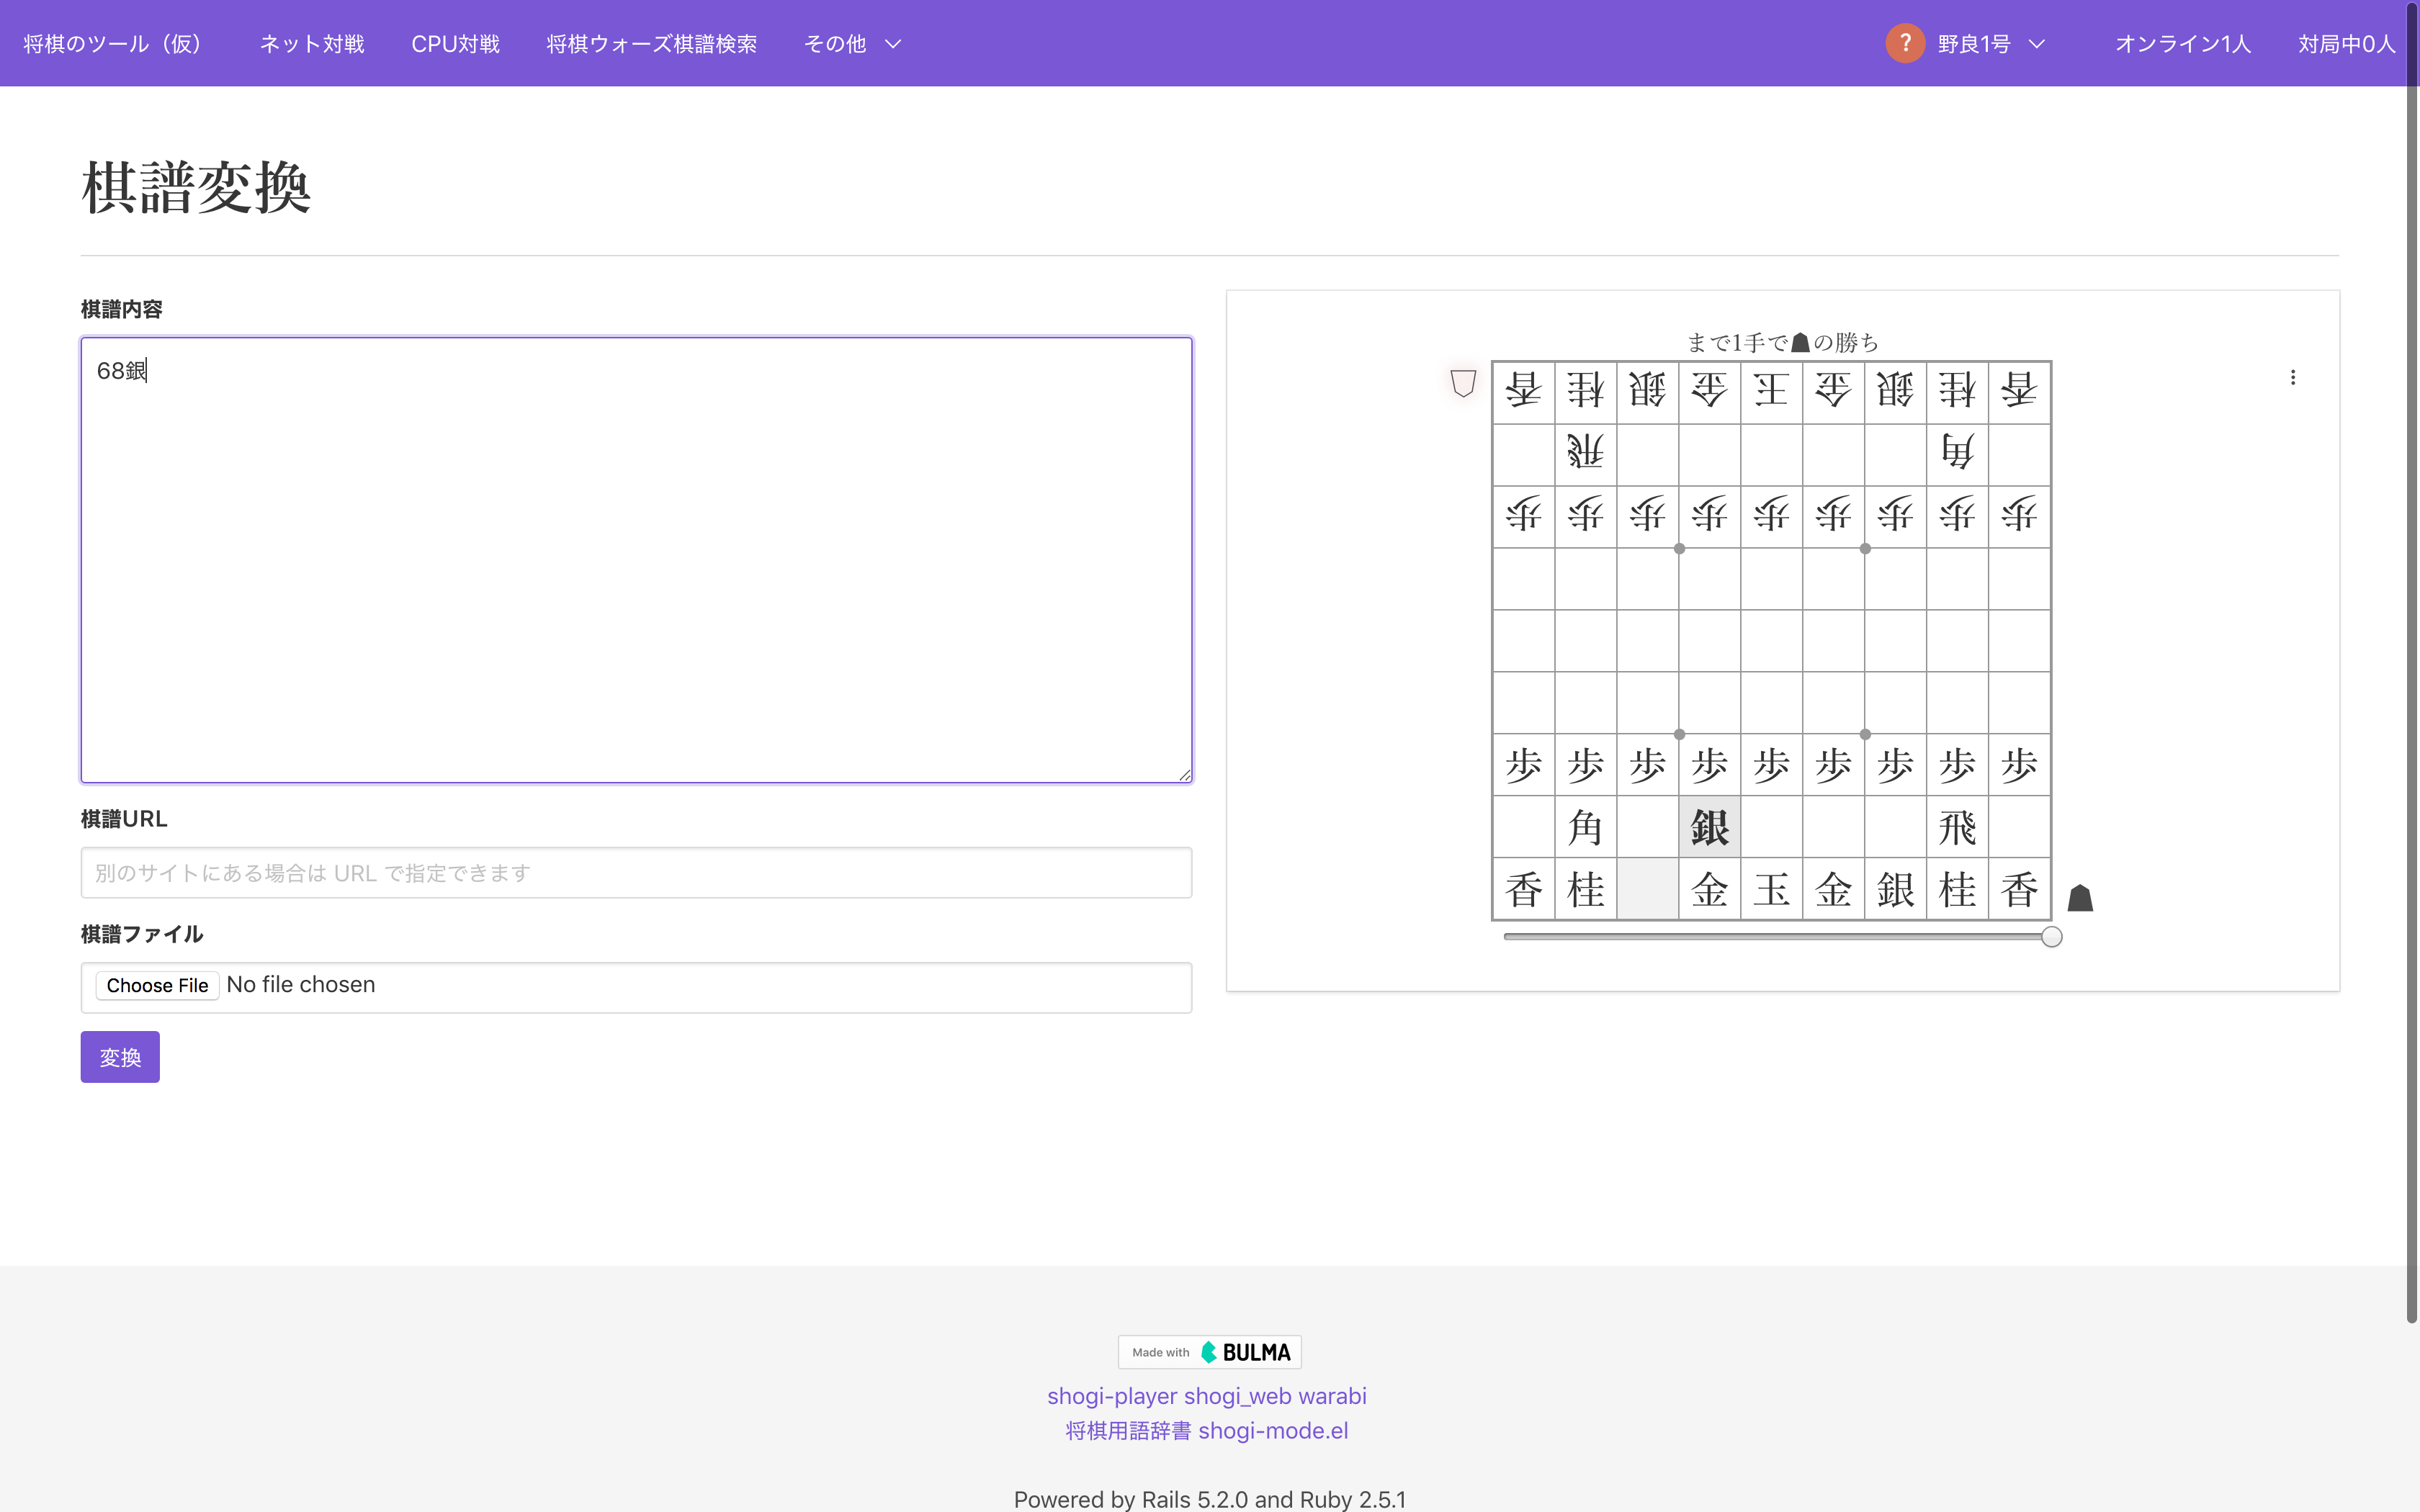 将棋のツール（仮） ネット対戦 CPU対戦 将棋ウォーズ棋譜検索 その他 ? 野良1号 オンライン1人 対局中0人
棋譜変換
棋譜内容
68銀
棋譜URL
別のサイトにある場合は URL で指定できます
棋譜ファイル
Choose File No file chosen
変換
まで1手で☗の勝ち
香 桂 銀 金 王 金 銀 桂 香
飛 角
歩 歩 歩 歩 歩 歩 歩 歩 歩
歩 歩 歩 歩 歩 歩 歩 歩 歩
角 銀 飛
香 桂 金 玉 金 銀 桂 香
Made with BULMA
shogi-player shogi_web warabi
将棋用語辞書 shogi-mode.el
Powered by Rails 5.2.0 and Ruby 2.5.1